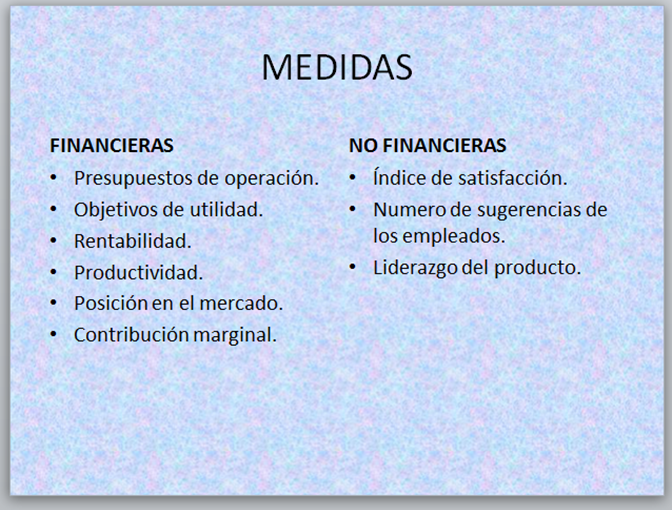 MEDIDAS
FINANCIERAS
• Presupuestos de operación.
• Objetivos de utilidad.
• Rentabilidad.
• Productividad.
• Posición en el mercado.
• Contribución marginal.
NO FINANCIERAS
• Índice de satisfacción.
• Numero de sugerencias de
los empleados.
• Liderazgo del producto.